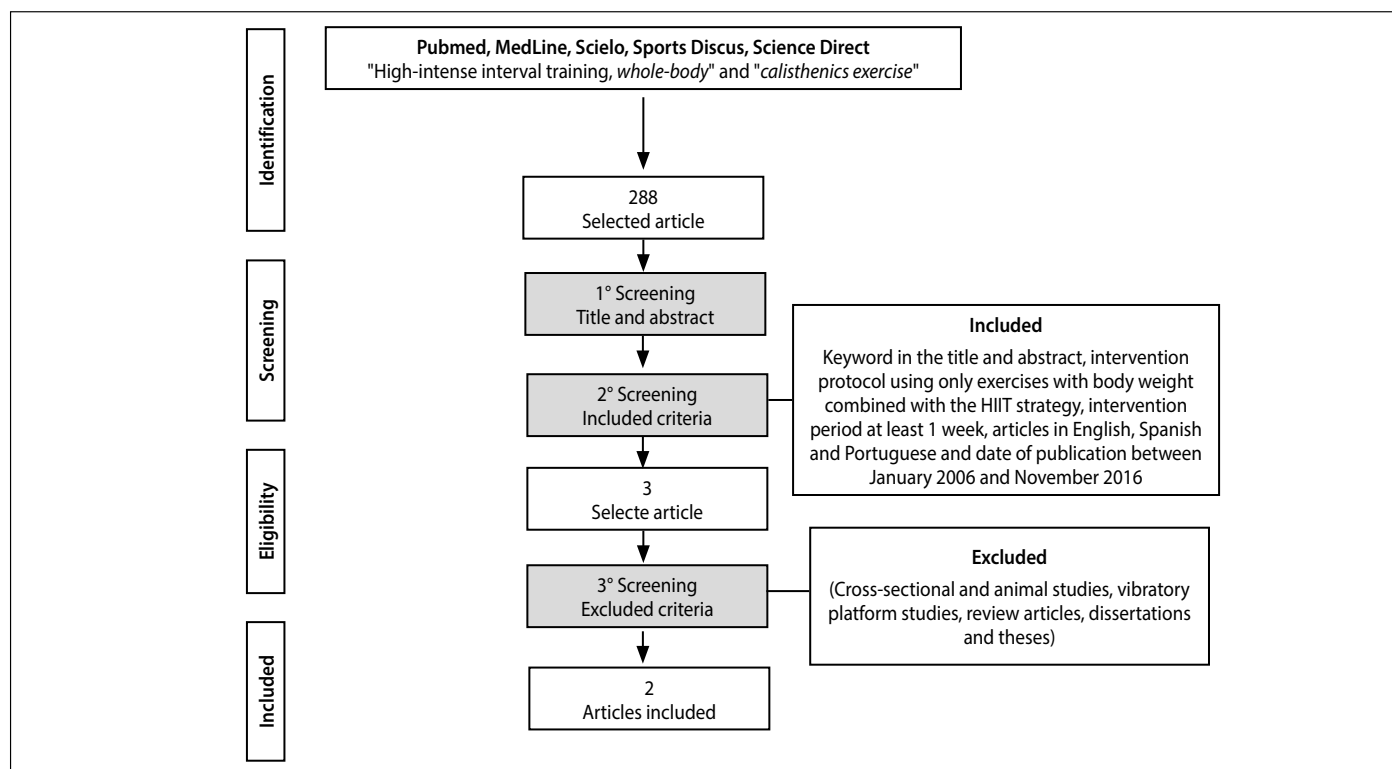 Identification
Pubmed, MedLine, Scielo, Sports Discus, Science Direct
"High-intense interval training, whole-body" and "calisthenics exercise"
288
Selected article
Screening
1° Screening
Title and abstract
2° Screening
Included criteria
Included
Keyword in the title and abstract, intervention
protocol using only exercises with body weight
combined with the HIIT strategy, intervention
period at least 1 week, articles in English, Spanish
and Portuguese and date of publication between
January 2006 and November 2016
Eligibility
3
Selecte article
3° Screening
Excluded criteria
Excluded
(Cross-sectional and animal studies, vibratory
platform studies, review articles, dissertations
and theses)
Included
2
Articles included